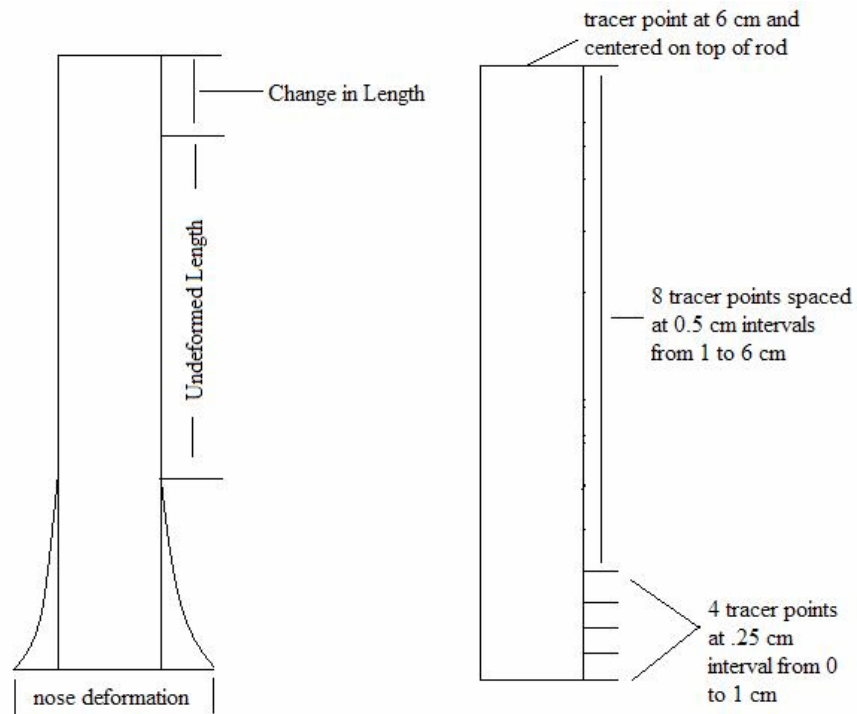 Change in Length
Undeformed Length
nose deformation
tracer point at 6 cm and
centered on top of rod
8 tracer points spaced
at 0.5 cm intervals
from 1 to 6 cm
4 tracer points
at .25 cm
interval from 0
to 1 cm